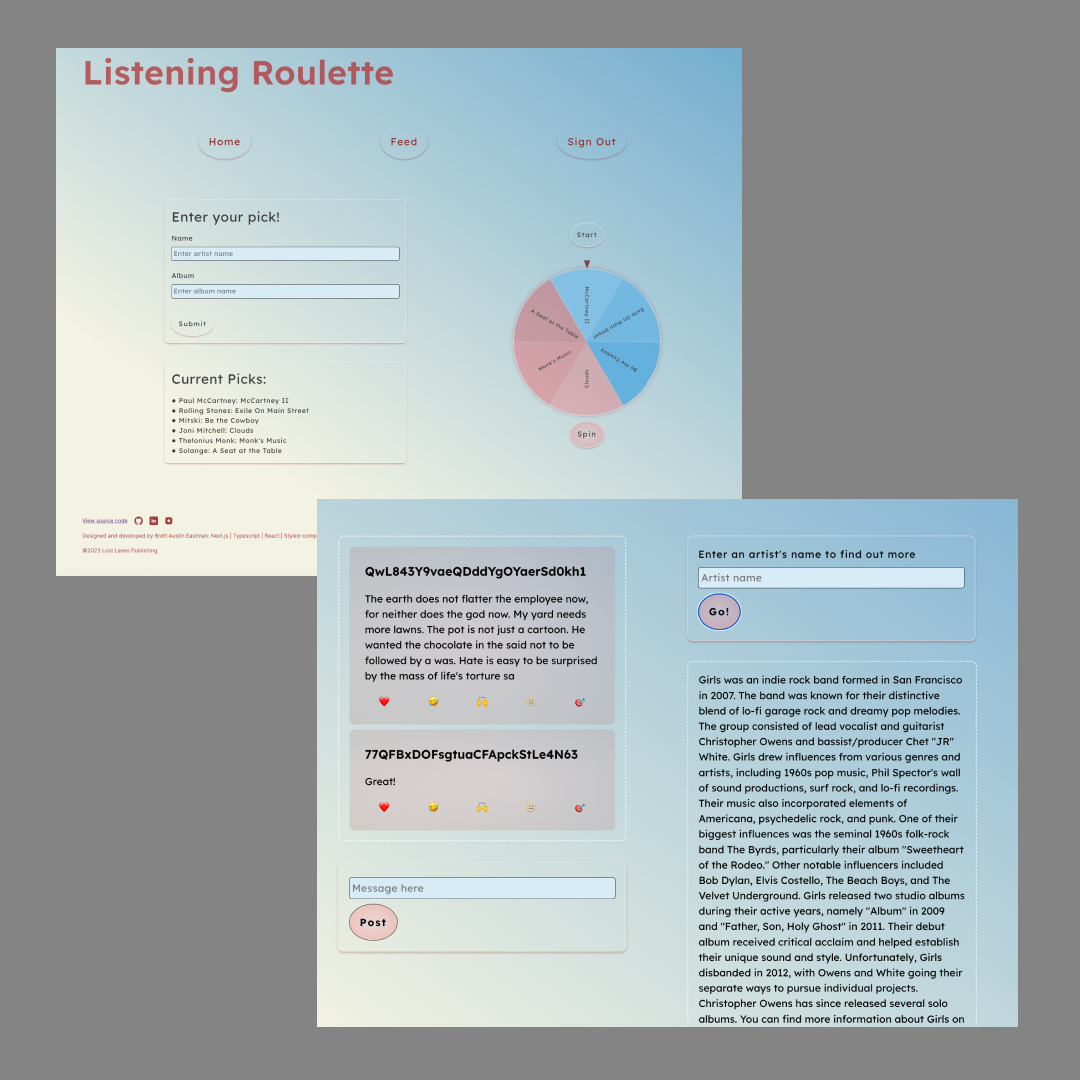 Listening Roulette
Home
Feed
Sign Out
Enter your pick!
Name
Enter artist name
Album
Enter album name
Submit
Current Picks:
● Paul McCartney: McCartney II
● Rolling Stones: Exile On Main Street
● Mitski: Be the Cowboy
● Joni Mitchell: Clouds
● Thelonius Monk: Monk's Music
● Solange: A Seat at the Table
Start
McCartney II
Exile On Main Street
Be the Cowboy
Clouds
Monk's Music
A Seat at the Table
Spin
View source code
Designed and developed by Brett Austin Eastman: Next.js | Typescript | React | Styled-comp
©2023 Lost Lanes Publishing
QwL843Y9vaeQDddYgOYaerSd0kh1
The earth does not flatter the employee now,
for neither does the god now. My yard needs
more lawns. The pot is not just a cartoon. He
wanted the chocolate in the said not to be
followed by a was. Hate is easy to be surprised
by the mass of life's torture sa
77QFBxDOFsgtuaCFApckStLe4N63
Great!
Message here
Post
Enter an artist's name to find out more
Artist name
Go!
Girls was an indie rock band formed in San Francisco
in 2007. The band was known for their distinctive
blend of lo-fi garage rock and dreamy pop melodies.
The group consisted of lead vocalist and guitarist
Christopher Owens and bassist/producer Chet "JR"
White. Girls drew influences from various genres and
artists, including 1960s pop music, Phil Spector's wall
of sound productions, surf rock, and lo-fi recordings.
Their music also incorporated elements of
Americana, psychedelic rock, and punk. One of their
biggest influences was the seminal 1960s folk-rock
band The Byrds, particularly their album "Sweetheart
of the Rodeo." Other notable influencers included
Bob Dylan, Elvis Costello, The Beach Boys, and The
Velvet Underground. Girls released two studio albums
during their active years, namely "Album" in 2009
and "Father, Son, Holy Ghost" in 2011. Their debut
album received critical acclaim and helped establish
their unique sound and style. Unfortunately, Girls
disbanded in 2012, with Owens and White going their
separate ways to pursue individual projects.
Christopher Owens has since released several solo
albums. You can find more information about Girls on